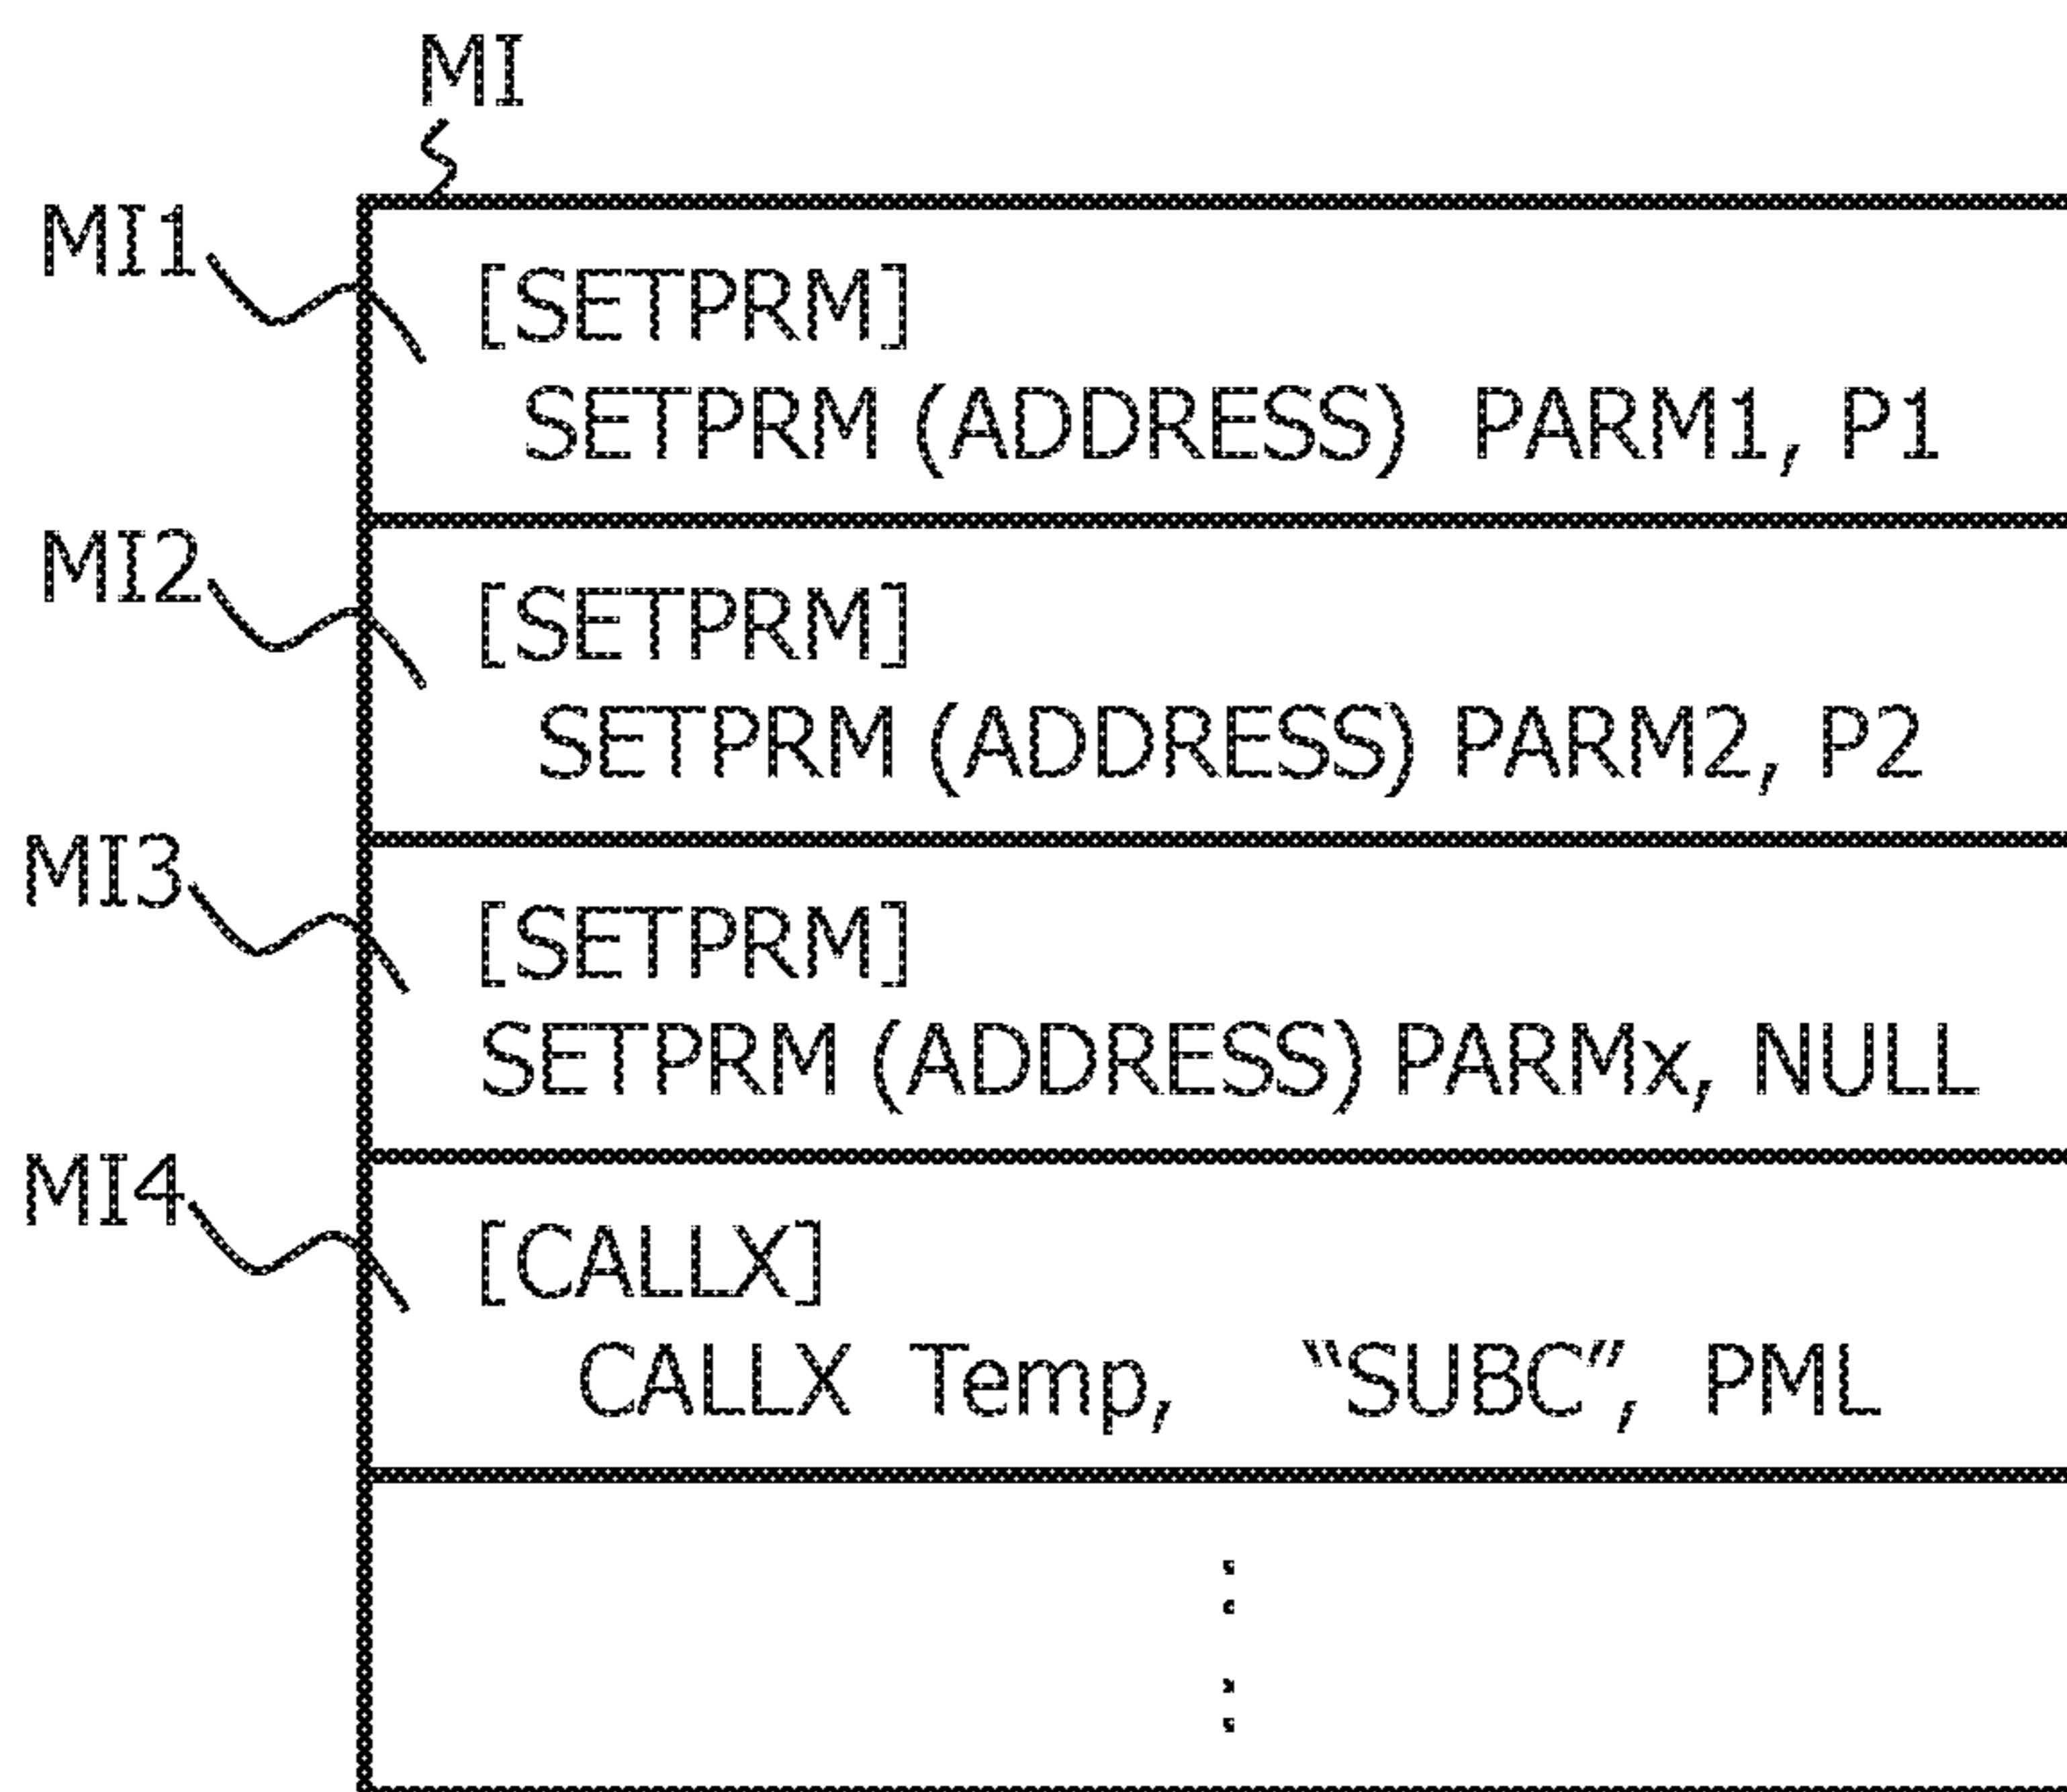 MI
MI1
[SETPRM]
SETPRM (ADDRESS) PARM1, P1
MI2
[SETPRM]
SETPRM (ADDRESS) PARM2, P2
MI3
[SETPRM]
SETPRM (ADDRESS) PARMx, NULL
MI4
[CALLX]
CALLX Temp, “SUBC”, PML